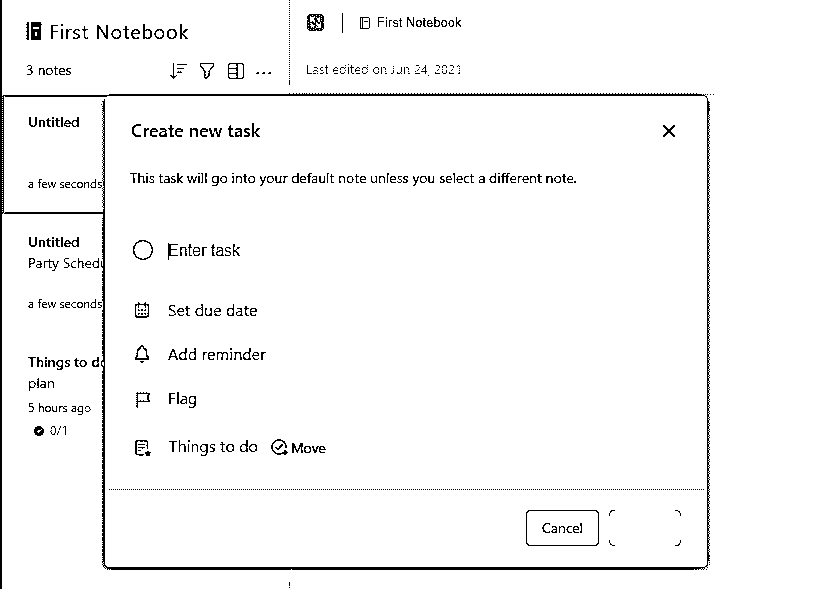 First Notebook
3 notes
First Notebook
Last edited on Jun 24, 2021
Untitled
a few seconds
Untitled
Party Schedu
a few seconds
Things to do
plan
5 hours ago
0/1
Create new task
This task will go into your default note unless you select a different note.
Enter task
Set due date
Add reminder
Flag
Things to do Move
Cancel